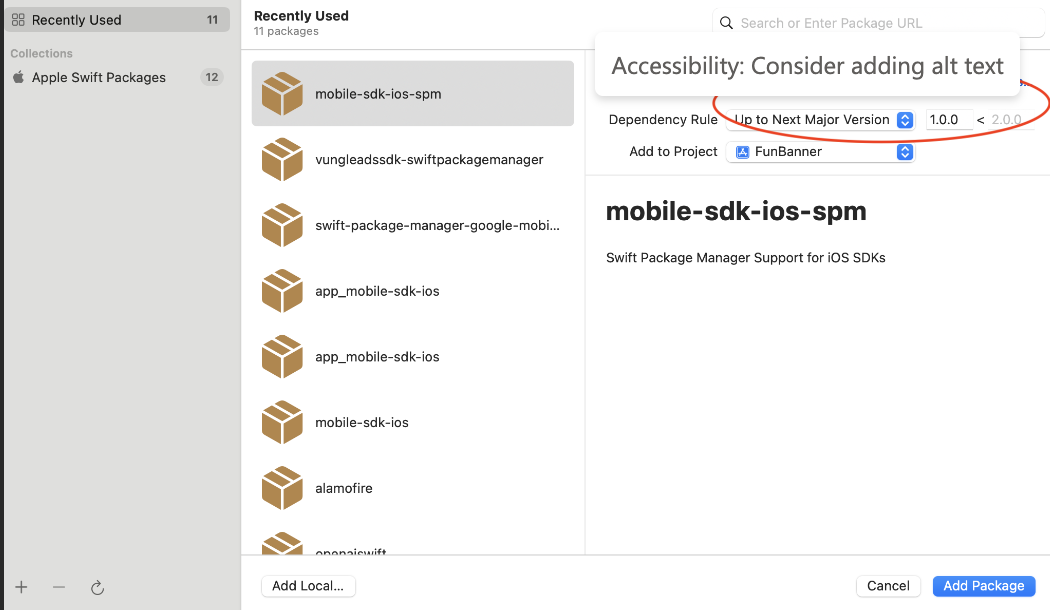 Recently Used 11
Collections
Apple Swift Packages 12
Recently Used
11 packages
Search or Enter Package URL
mobile-sdk-ios-spm
vungleadssdk-swiftpackagemanager
swift-package-manager-google-mobi...
app_mobile-sdk-ios
app_mobile-sdk-ios
mobile-sdk-ios
alamofire
openaiswift
Accessibility: Consider adding alt text
Dependency Rule Up to Next Major Version 1.0.0 < 2.0.0
Add to Project FunBanner
mobile-sdk-ios-spm
Swift Package Manager Support for iOS SDKs
Add Local...
Cancel
Add Package